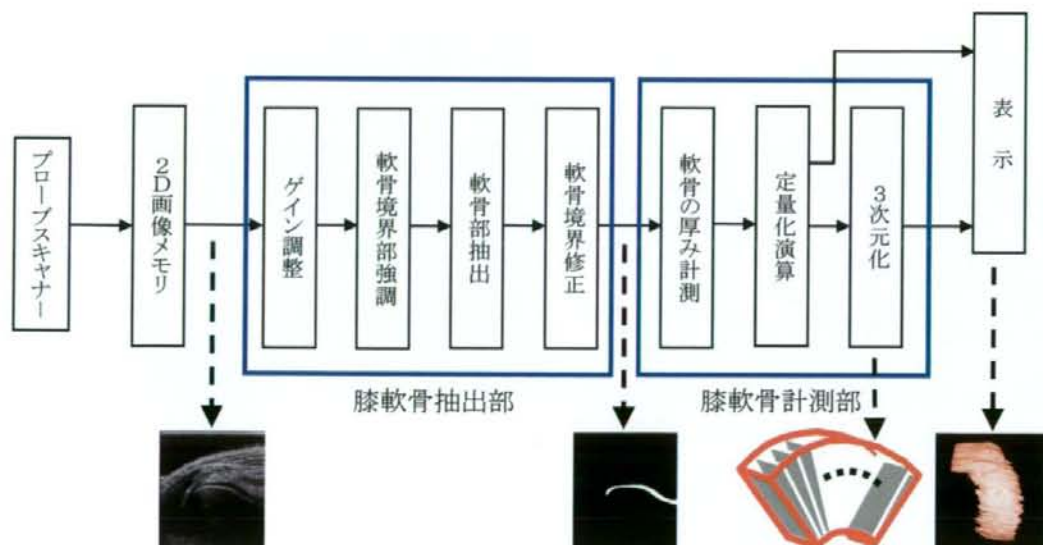 プローブスキャナー
２D画像メモリ
ゲイン調整
軟骨境界部強調
軟骨部抽出
軟骨境界修正
膝軟骨抽出部
軟骨の厚み計測
定量化演算
３次元化
膝軟骨計測部
表示